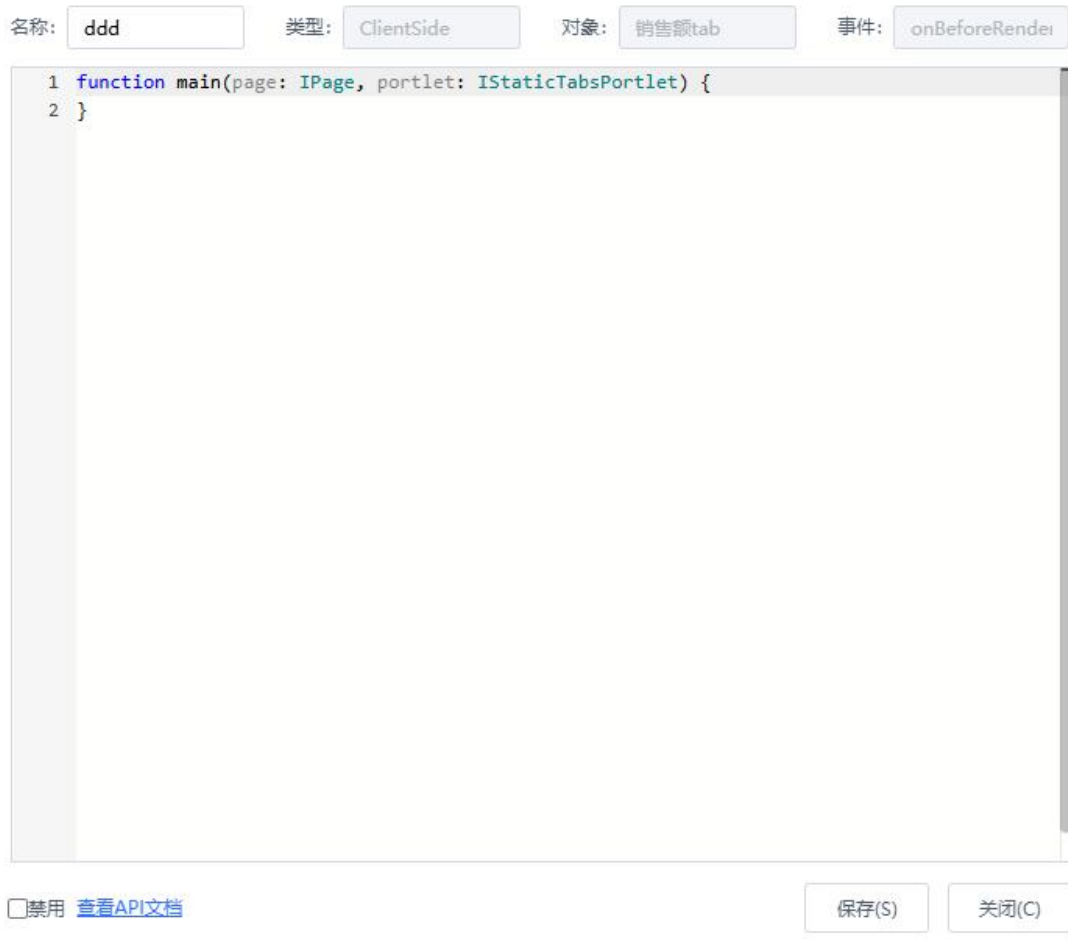 名称: ddd 类型: ClientSide 对象: 销售额tab 事件: onBeforeRender
1 function main(page: IPage, portlet: IStaticTabsPortlet) {
2 }
禁用 查看API文档 保存(S) 关闭(C)